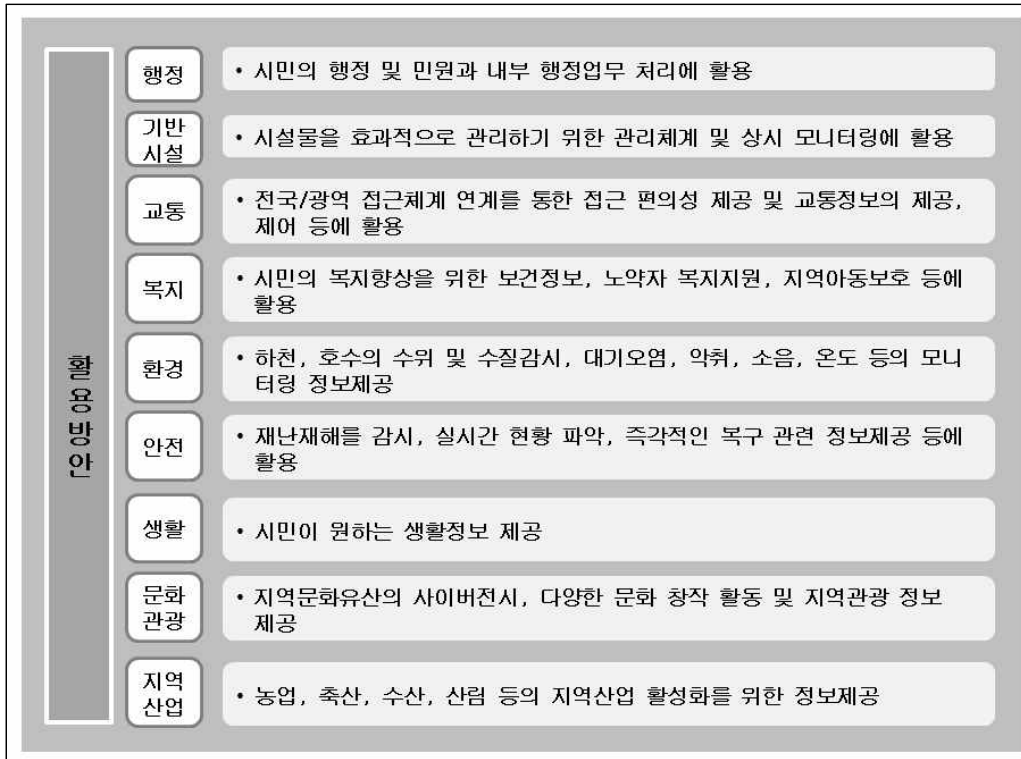 활용방안
행정
• 시민의 행정 및 민원과 내부 행정업무 처리에 활용
기반
시설
• 시설물을 효과적으로 관리하기 위한 관리체계 및 상시 모니터링에 활용
교통
• 전국/광역 접근체계 연계를 통한 접근 편의성 제공 및 교통정보의 제공,
제어 등에 활용
복지
• 시민의 복지향상을 위한 보건정보, 노약자 복지지원, 지역아동보호 등에
활용
환경
• 하천, 호수의 수위 및 수질감시, 대기오염, 악취, 소음, 온도 등의 모니
터링 정보제공
안전
• 재난재해를 감시, 실시간 현황 파악, 즉각적인 복구 관련 정보제공 등에
활용
생활
• 시민이 원하는 생활정보 제공
문화
관광
• 지역문화유산의 사이버전시, 다양한 문화 창작 활동 및 지역관광 정보
제공
지역
산업
• 농업, 축산, 수산, 산림 등의 지역산업 활성화를 위한 정보제공